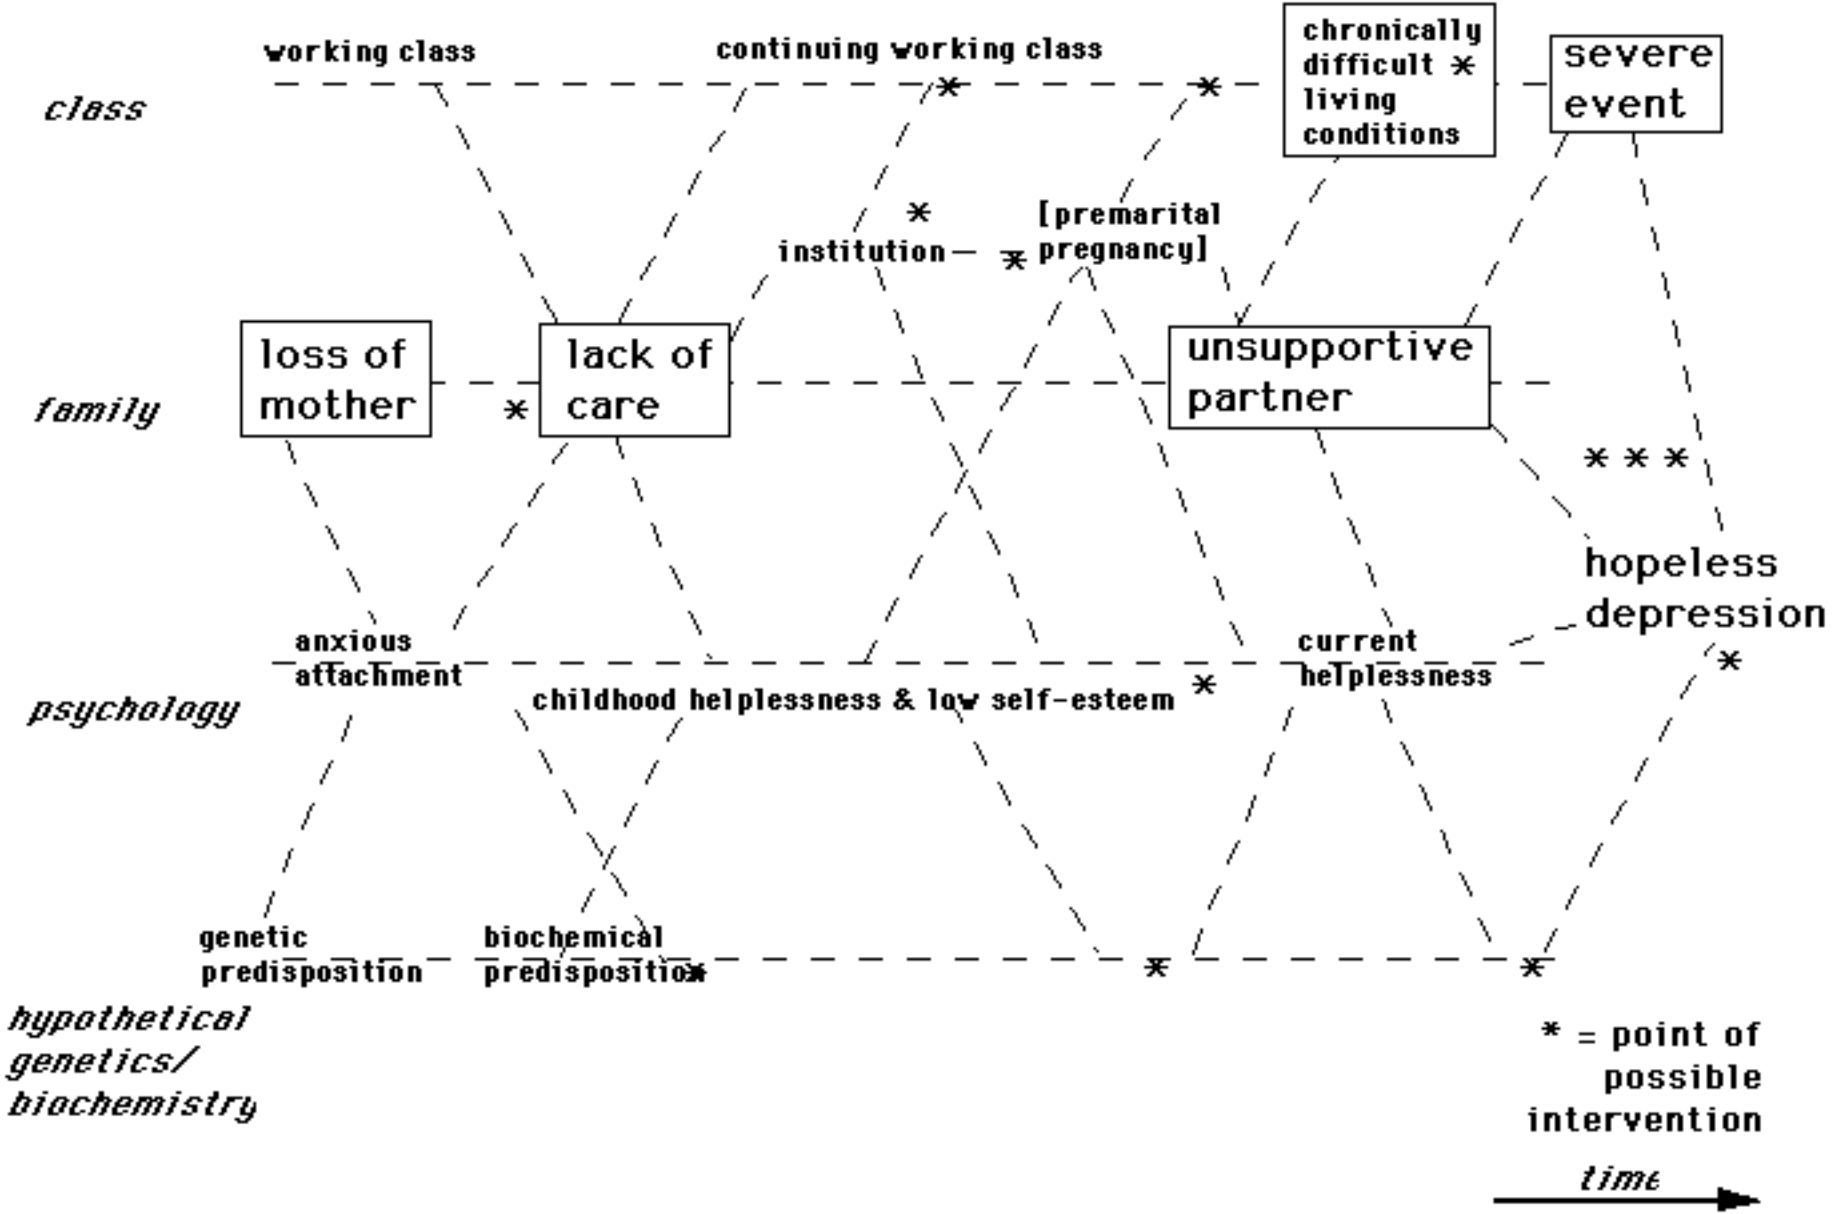 working class
continuing working class
chronically
difficult *
living
conditions
severe
event
class
*
*
*
institution
*
[premarital
pregnancy]
loss of
mother
*
lack of
care
unsupportive
partner
family
* * *
hopeless
depression
*
anxious
attachment
current
helplessness
childhood helplessness & low self-esteem *
psychology
genetic
predisposition
biochemical
predisposition
*
*
*
hypothetical
genetics/
biochemistry
* = point of
possible
intervention
time